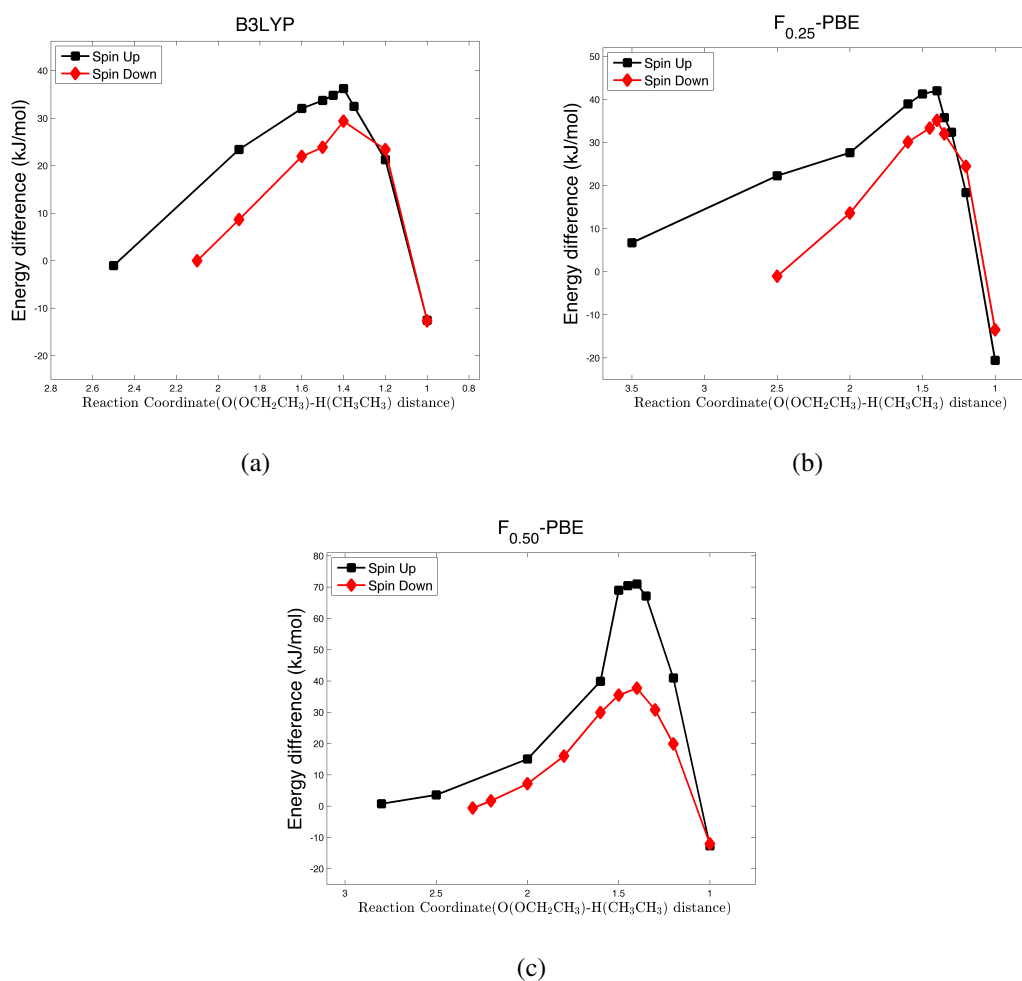 B3LYP
Spin Up
Spin Down
Energy difference (kJ/mol)
40
30
20
10
0
-10
-20
2.8 2.6 2.4 2.2 2 1.8 1.6 1.4 1.2 1 0.8
Reaction Coordinate(O(OCH₂CH₃)-H(CH₃CH₃) distance)
(a)
F₀.₂₅-PBE
Spin Up
Spin Down
Energy difference (kJ/mol)
50
40
30
20
10
0
-10
-20
3.5 3 2.5 2 1.5 1
Reaction Coordinate(O(OCH₂CH₃)-H(CH₃CH₃) distance)
(b)
F₀.₅₀-PBE
Spin Up
Spin Down
Energy difference (kJ/mol)
80
70
60
50
40
30
20
10
0
-10
-20
3 2.5 2 1.5 1
Reaction Coordinate(O(OCH₂CH₃)-H(CH₃CH₃) distance)
(c)